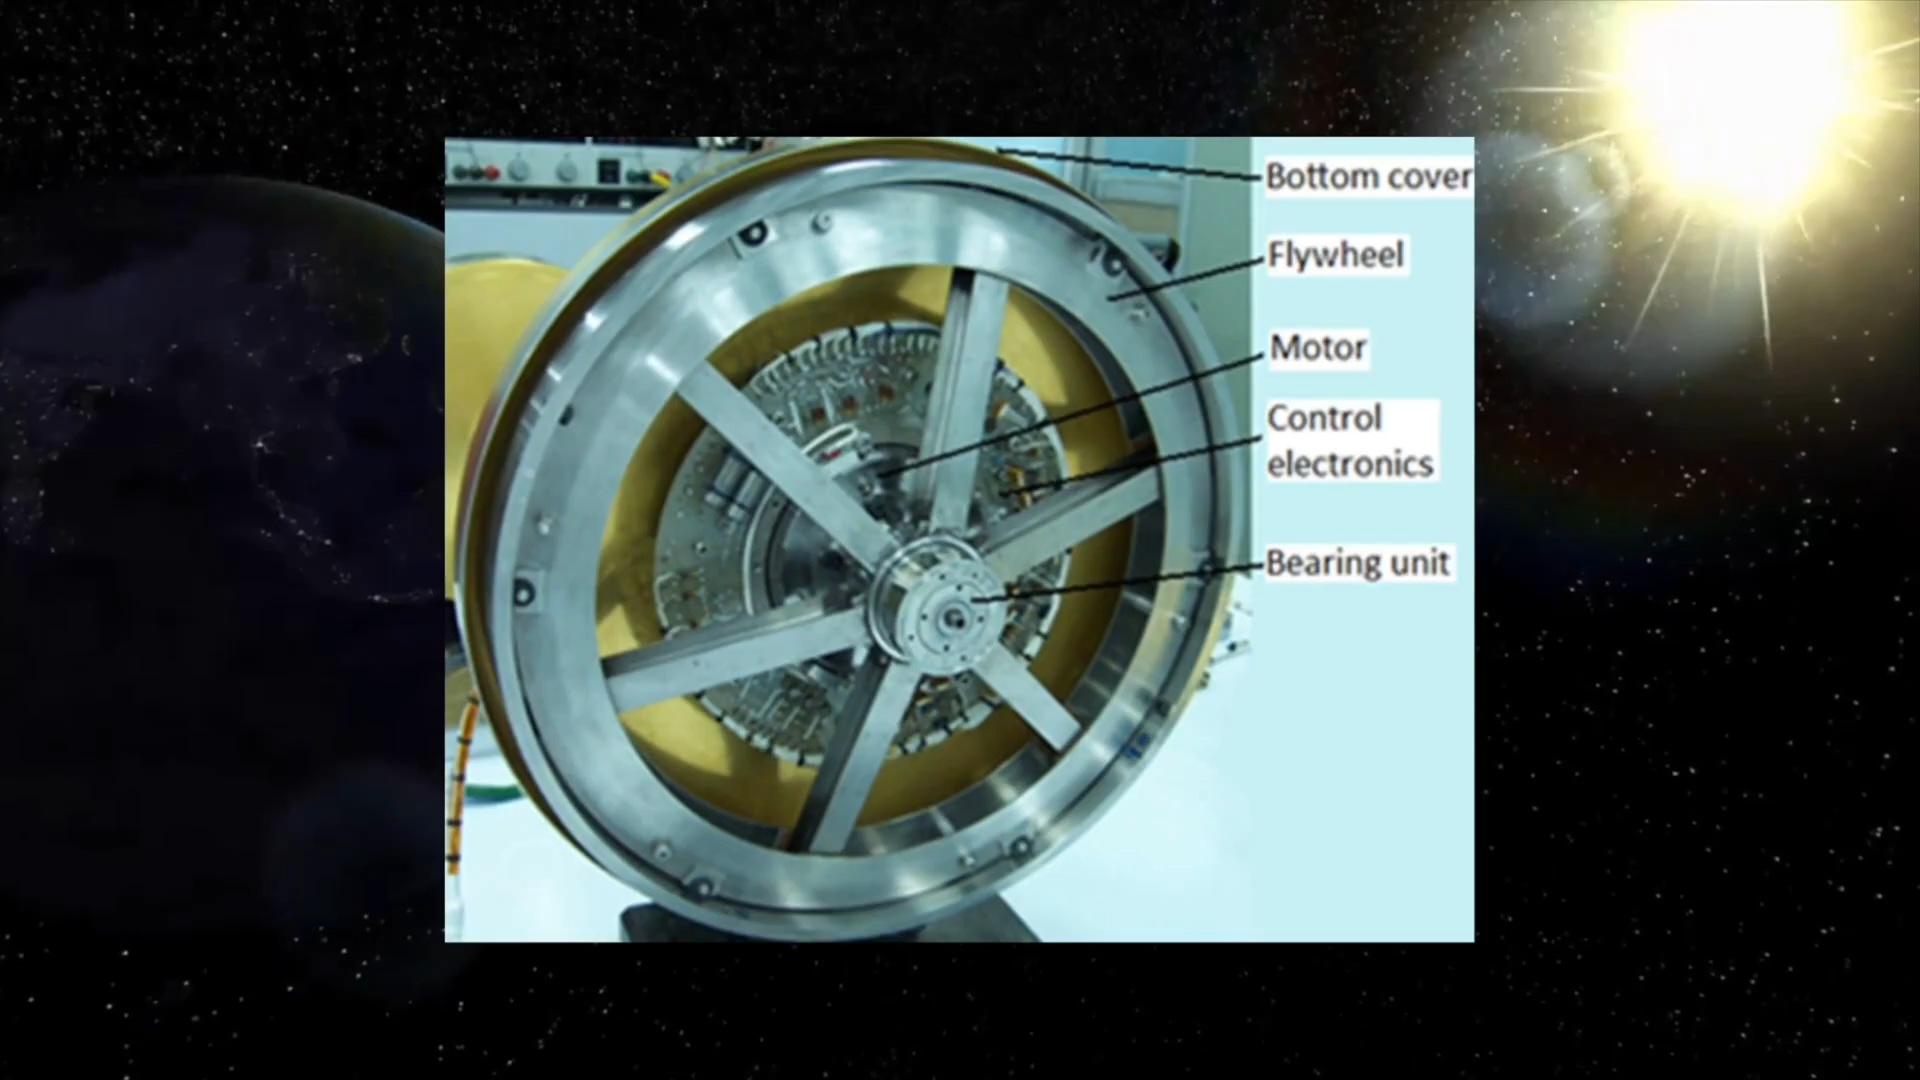 Bottom cover
Flywheel
Motor
Control
electronics
Bearing unit